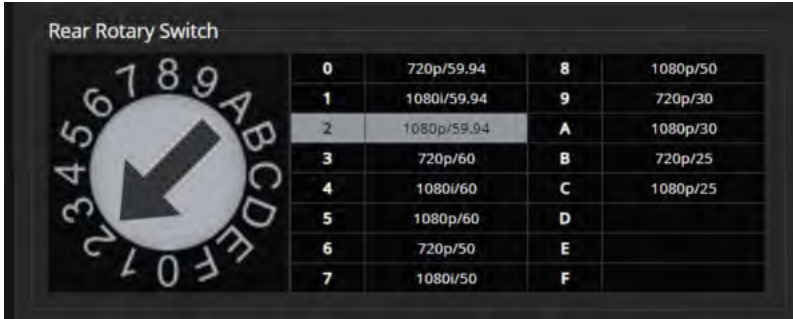 Rear Rotary Switch
0 1 2 3 4 5 6 7 8 9 A B C D E F
0 720p/59.94 8 1080p/50
1 1080i/59.94 9 720p/30
2 1080p/59.94 A 1080p/30
3 720p/60 B 720p/25
4 1080i/60 C 1080p/25
5 1080p/60 D
6 720p/50 E
7 1080i/50 F